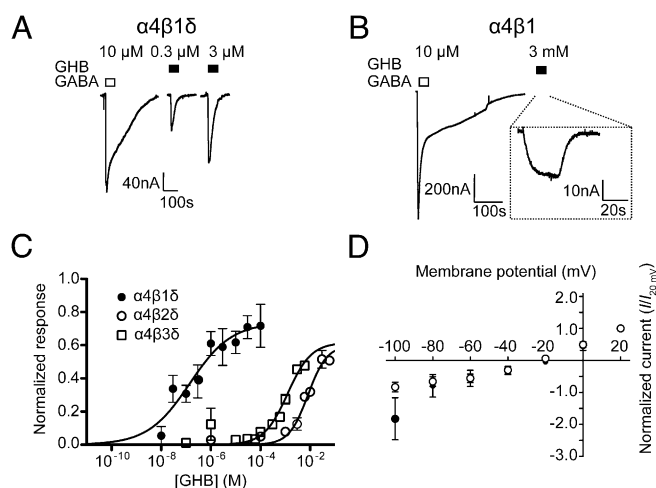 A
α4β1δ
10 μM 0.3 μM 3 μM
GHB
GABA
40nA
100s
B
α4β1
10 μM 3 mM
GHB
GABA
200nA
100s
10nA
20s
C
Normalized response
1.0
0.8
0.6
0.4
0.2
0.0
α4β1δ
α4β2δ
α4β3δ
10⁻¹⁰ 10⁻⁸ 10⁻⁶ 10⁻⁴ 10⁻²
[GHB] (M)
D
Membrane potential (mV)
-100 -80 -60 -40 -20 20
2.0
1.0
-1.0
-2.0
-3.0
Normalized current (I/I₂₀ mV)